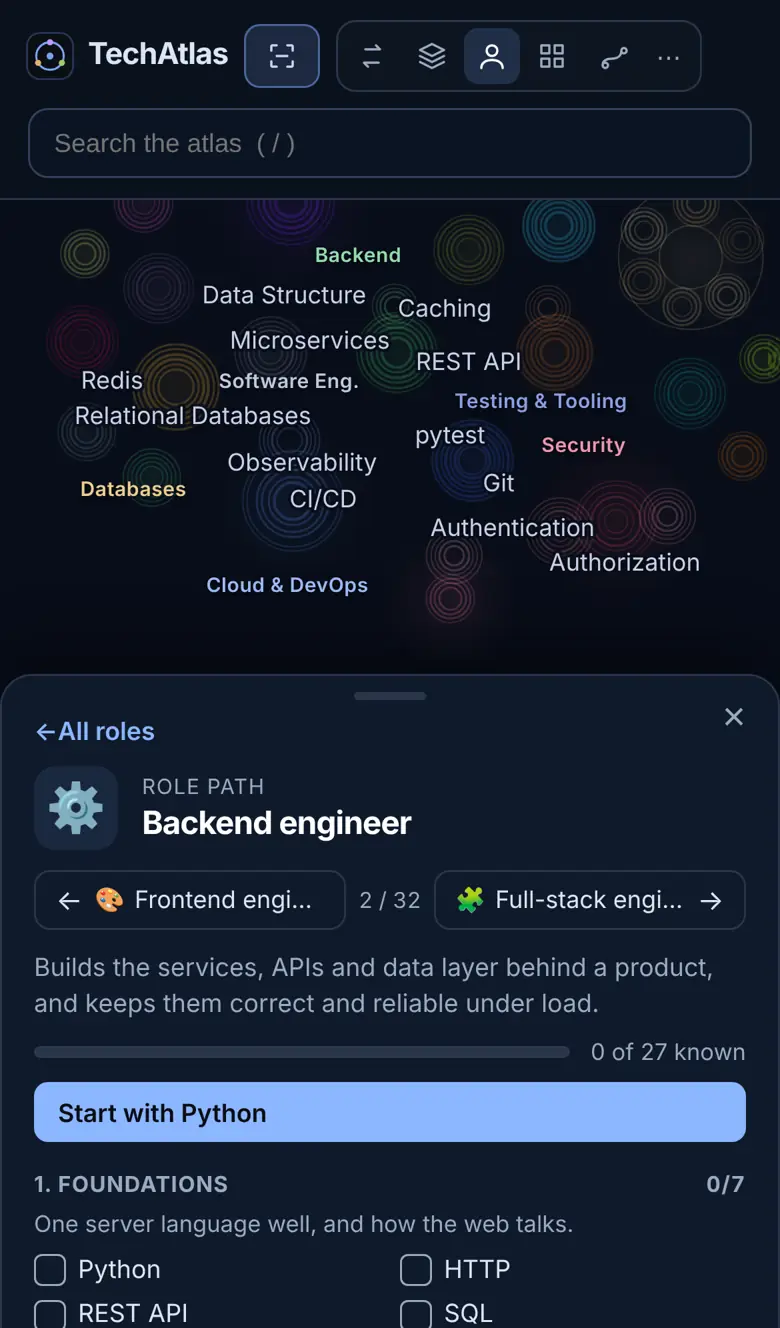 TechAtlas
...
Search the atlas ( / )
Backend
Data Structure
Caching
Microservices
REST API
Redis
Software Eng.
Testing & Tooling
Relational Databases
pytest
Security
Observability
Git
Databases
CI/CD
Authentication
Authorization
Cloud & DevOps
←All roles
ROLE PATH
Backend engineer
← Frontend engi...
2 / 32
Full-stack engi... →
Builds the services, APIs and data layer behind a product,
and keeps them correct and reliable under load.
0 of 27 known
Start with Python
1. FOUNDATIONS 0/7
One server language well, and how the web talks.
Python
HTTP
REST API
SQL